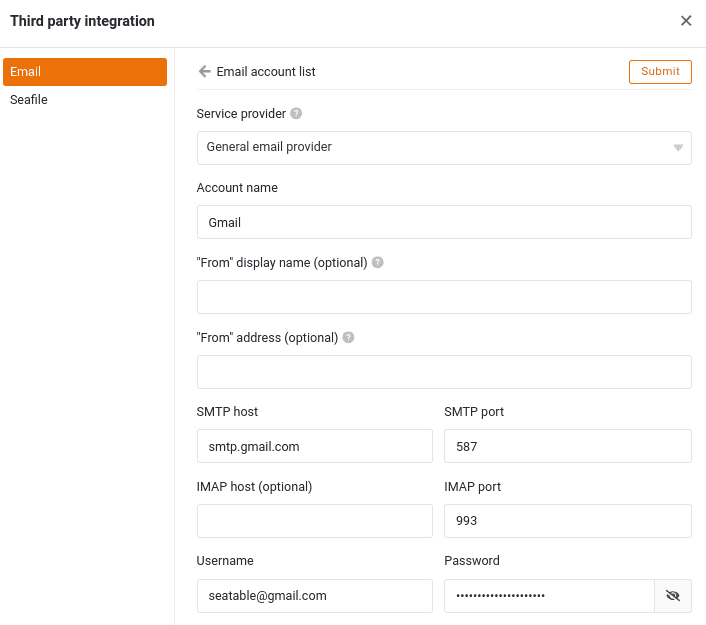 Third party integration
Email
Seafile
Email account list
Submit
Service provider ?
General email provider
Account name
Gmail
"From" display name (optional) ?
"From" address (optional) ?
SMTP host
SMTP port
smtp.gmail.com
587
IMAP host (optional)
IMAP port
993
Username
Password
seatable@gmail.com
•••••••••••••••••••••